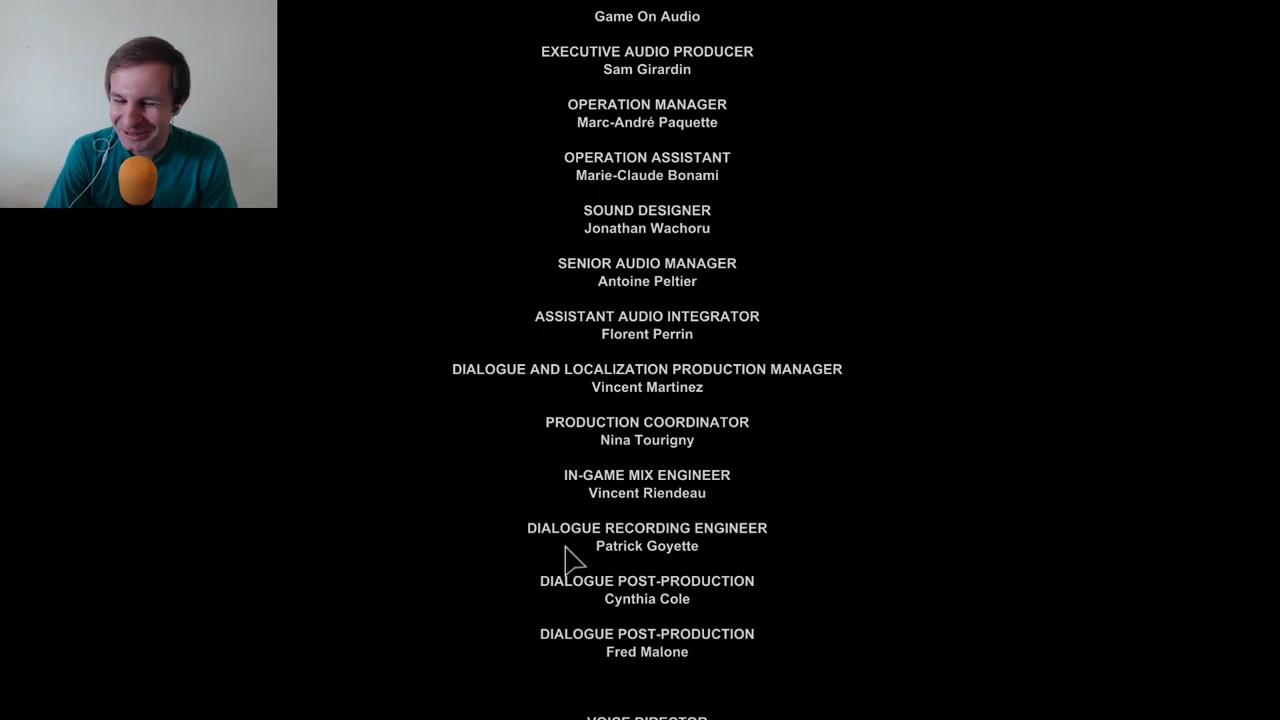 Game On Audio
EXECUTIVE AUDIO PRODUCER
Sam Girardin
OPERATION MANAGER
Marc-André Paquette
OPERATION ASSISTANT
Marie-Claude Bonami
SOUND DESIGNER
Jonathan Wachoru
SENIOR AUDIO MANAGER
Antoine Peltier
ASSISTANT AUDIO INTEGRATOR
Florent Perrin
DIALOGUE AND LOCALIZATION PRODUCTION MANAGER
Vincent Martinez
PRODUCTION COORDINATOR
Nina Tourigny
IN-GAME MIX ENGINEER
Vincent Riendeau
DIALOGUE RECORDING ENGINEER
Patrick Goyette
DIALOGUE POST-PRODUCTION
Cynthia Cole
DIALOGUE POST-PRODUCTION
Fred Malone
VOICE DIRECTOR